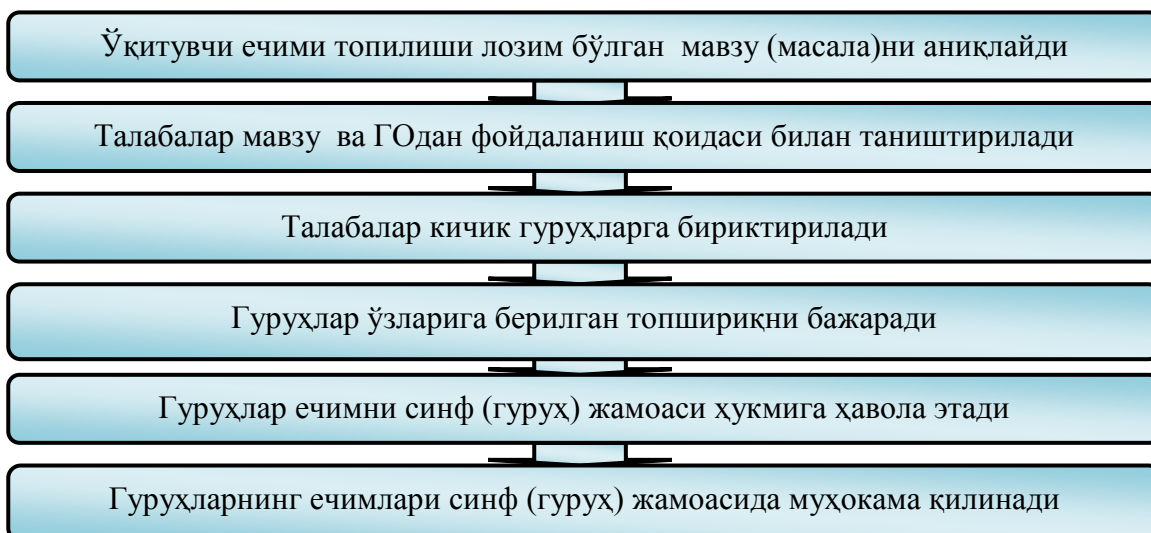 Ўқитувчи ечими топилиши лозим бўлган мавзу (масала)ни аниқлайди
Талабалар мавзу ва ГОдан фойдаланиш қоидаси билан таништирилади
Талабалар кичик гуруҳларга бириктирилади
Гуруҳлар ўзларига берилган топшириқни бажаради
Гуруҳлар ечимни синф (гуруҳ) жамоаси ҳукмига ҳавола этади
Гуруҳларнинг ечимлари синф (гуруҳ) жамоасида муҳокама қилинади